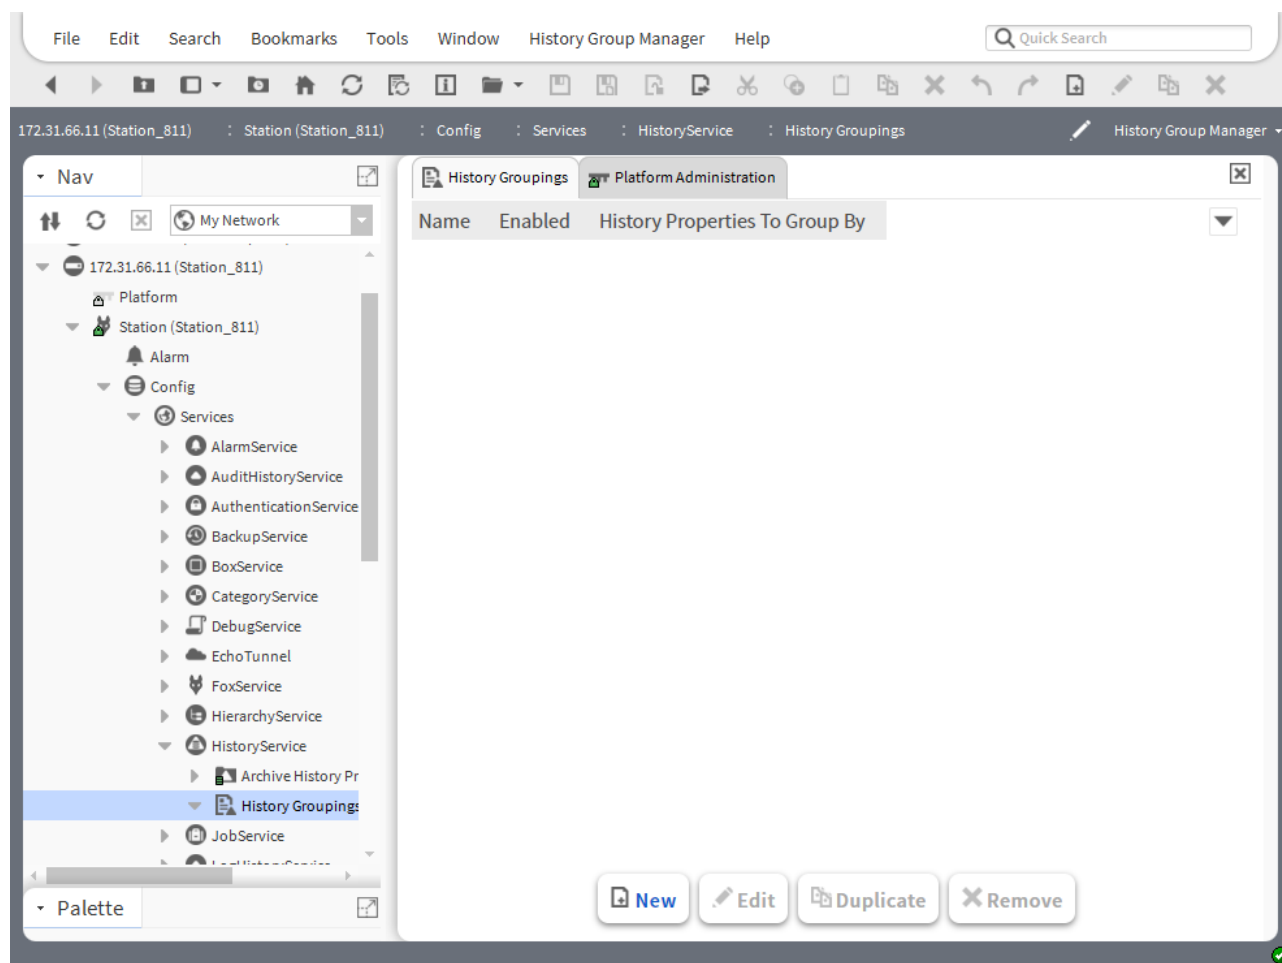 File Edit Search Bookmarks Tools Window History Group Manager Help Quick Search
172.31.66.11 (Station_811) : Station (Station_811) : Config : Services : HistoryService : History Groupings History Group Manager
Nav
History Groupings Platform Administration
My Network
Name Enabled History Properties To Group By
172.31.66.11 (Station_811)
Platform
Station (Station_811)
Alarm
Config
Services
AlarmService
AuditHistoryService
AuthenticationService
BackupService
BoxService
CategoryService
DebugService
EchoTunnel
FoxService
HierarchyService
HistoryService
Archive History Pr
History Groupings
JobService
New Edit Duplicate Remove
Palette